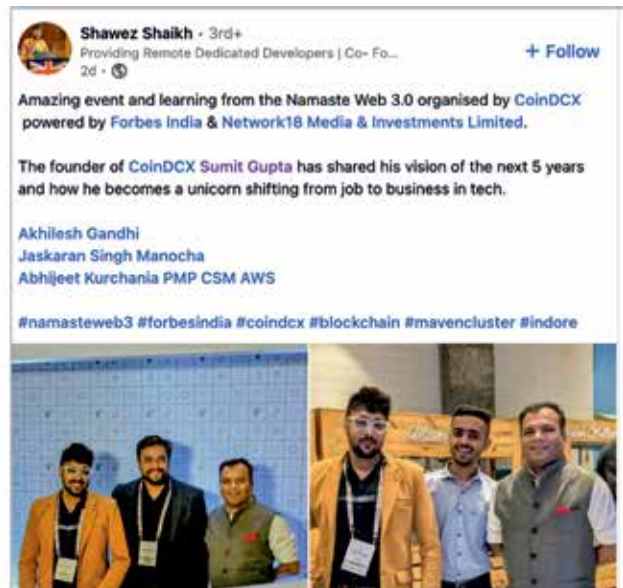 Shawez Shaikh · 3rd+
Providing Remote Dedicated Developers | Co- Fo...
2d ·
+ Follow
Amazing event and learning from the Namaste Web 3.0 organised by CoinDCX
powered by Forbes India & Network18 Media & Investments Limited.
The founder of CoinDCX Sumit Gupta has shared his vision of the next 5 years
and how he becomes a unicorn shifting from job to business in tech.
Akhilesh Gandhi
Jaskaran Singh Manocha
Abhijeet Kurchania PMP CSM AWS
#namasteweb3 #forbesindia #coindcx #blockchain #mavencluster #indore